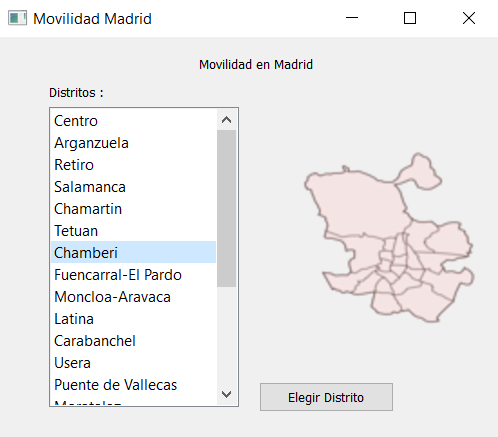 Movilidad Madrid
Movilidad en Madrid
Distritos :
Centro
Arganzuela
Retiro
Salamanca
Chamartin
Tetuan
Chamberi
Fuencarral-El Pardo
Moncloa-Aravaca
Latina
Carabanchel
Usera
Puente de Vallecas
Elegir Distrito